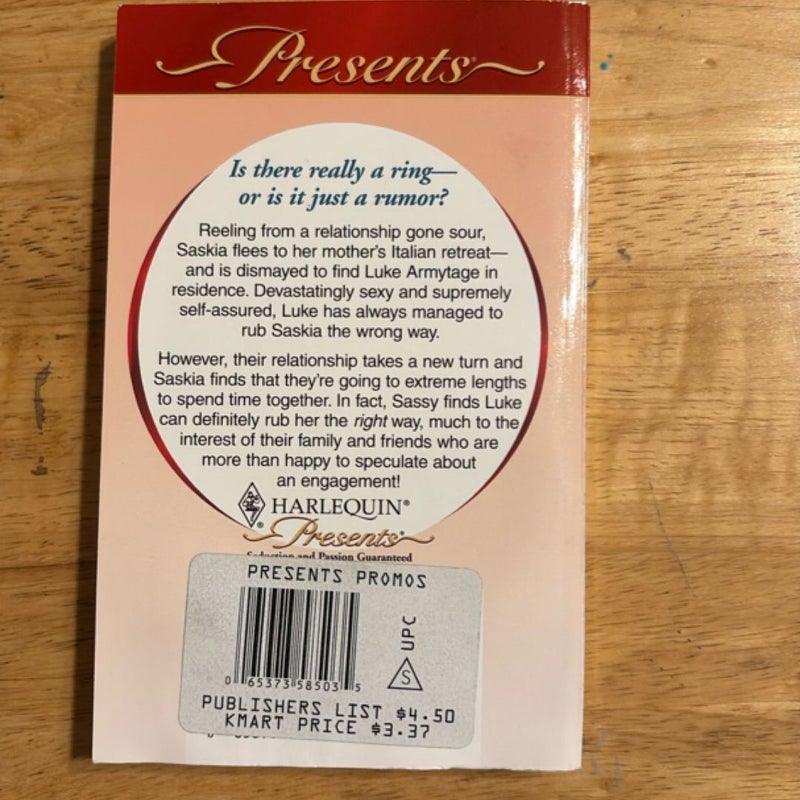 Presents®
Is there really a ring—
or is it just a rumor?
Reeling from a relationship gone sour,
Saskia flees to her mother's Italian retreat—
and is dismayed to find Luke Armytage in
residence. Devastatingly sexy and supremely
self-assured, Luke has always managed to
rub Saskia the wrong way.
However, their relationship takes a new turn and
Saskia finds that they're going to extreme lengths
to spend time together. In fact, Sassy finds Luke
can definitely rub her the right way, much to the
interest of their family and friends who are
more than happy to speculate about
an engagement!
HARLEQUIN®
Presents®
Seduction and Passion Guaranteed
PRESENTS PROMOS
UPC
S
0 65373 58503 5
PUBLISHERS LIST $4.50
KMART PRICE $3.37